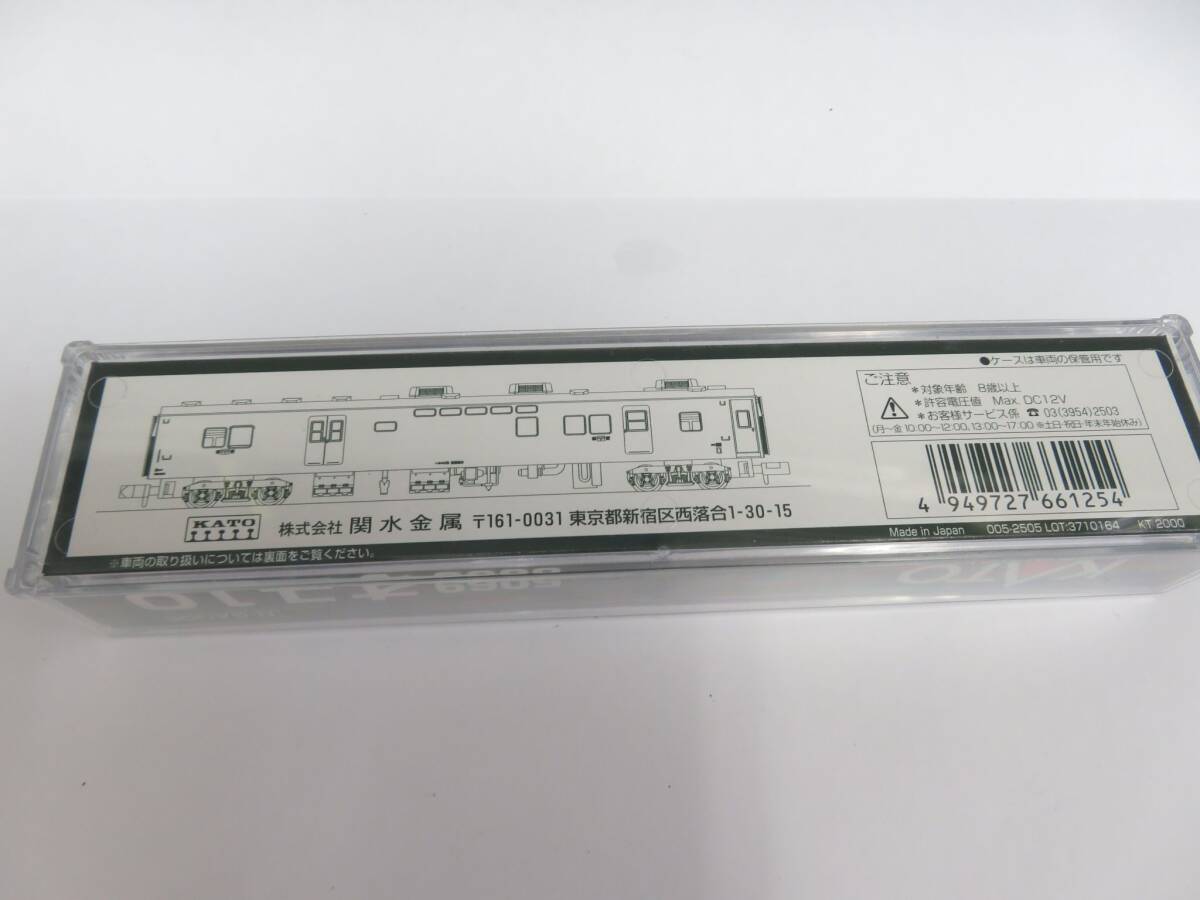 ●ケースは車両の保管用です
ご注意
＊対象年齢 8歳以上
＊許容電圧値 Max. DC12V
＊お客様サービス係 ☎ 03(3954)2503
(月〜金 10:00〜12:00, 13:00〜17:00 ※土日・祝日・年末年始休み)
4 949727 661254
KATO
株式会社 関水金属 〒161-0031 東京都新宿区西落合1-30-15
※車両の取り扱いについては裏面をご覧ください。
Made in Japan 005-2505 LOT:3710164 KT 2000
KATO